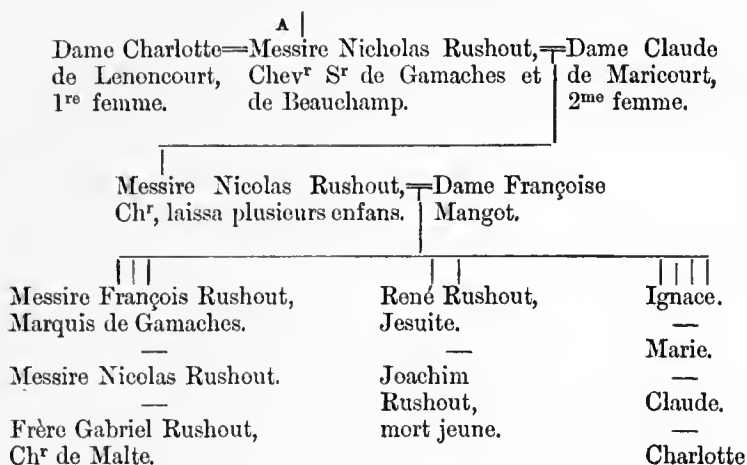 A
Dame Charlotte=Messire Nicholas Rushout,=Dame Claude
de Lenoncourt, Chevr Sr de Gamaches et de Maricourt,
1re femme. de Beauchamp. 2me femme.
Messire Nicolas Rushout,=Dame Françoise
Chr, laissa plusieurs enfans. Mangot.
Messire François Rushout, René Rushout, Ignace.
Marquis de Gamaches. Jesuite. —
— — Marie.
Messire Nicolas Rushout. Joachim —
— Rushout, Claude.
Frère Gabriel Rushout, mort jeune. —
Chr de Malte. Charlotte